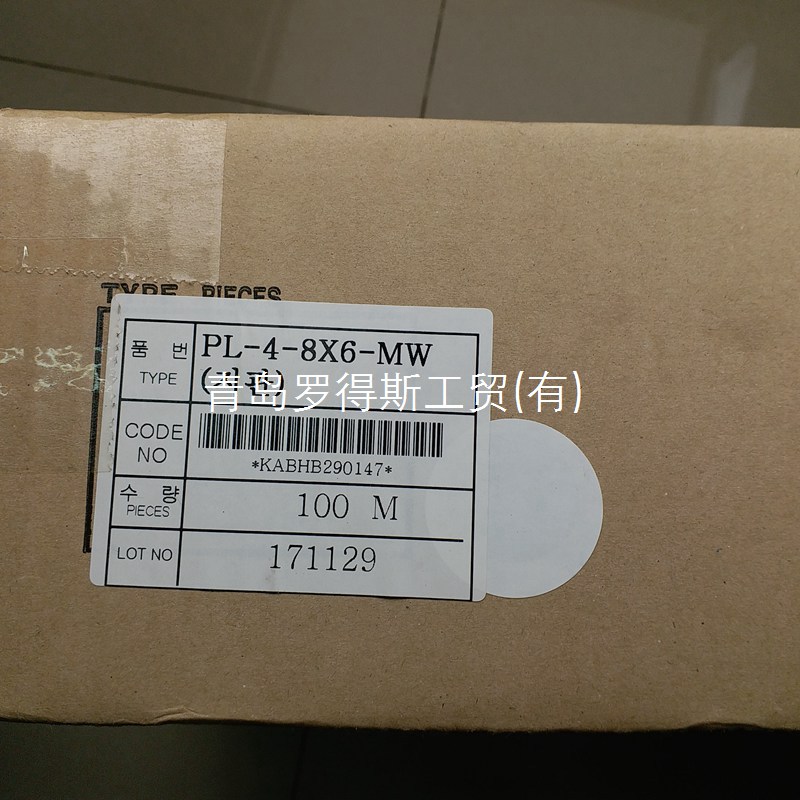 TYPE PIECES
품 번
TYPE
PL-4-8X6-MW
青岛罗得斯工贸(有)
CODE
NO
*KABHB290147*
수 량
PIECES
100 M
LOT NO
171129